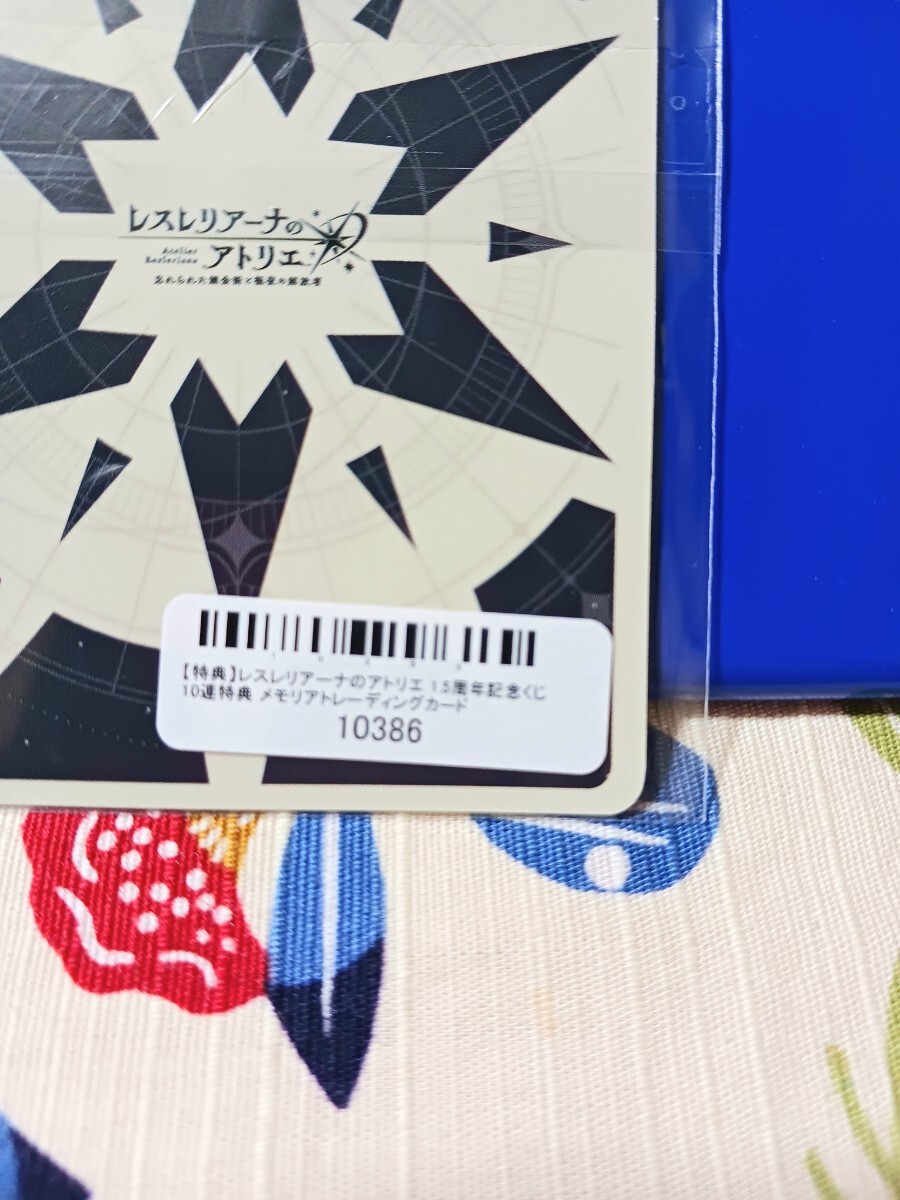 レスレリアーナの
アトリエ
Atelier
Resleriana
忘れられた錬金術と極夜の解放者
【特典】レスレリアーナのアトリエ 1.5周年記念くじ
10連特典 メモリアトレーディングカード
10386